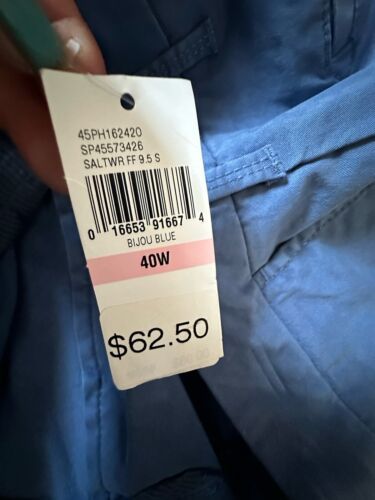 45PH162420
SP45573426
SALTWR FF 9.5 S
0 16653 91667 4
BIJOU BLUE
40W
$62.50